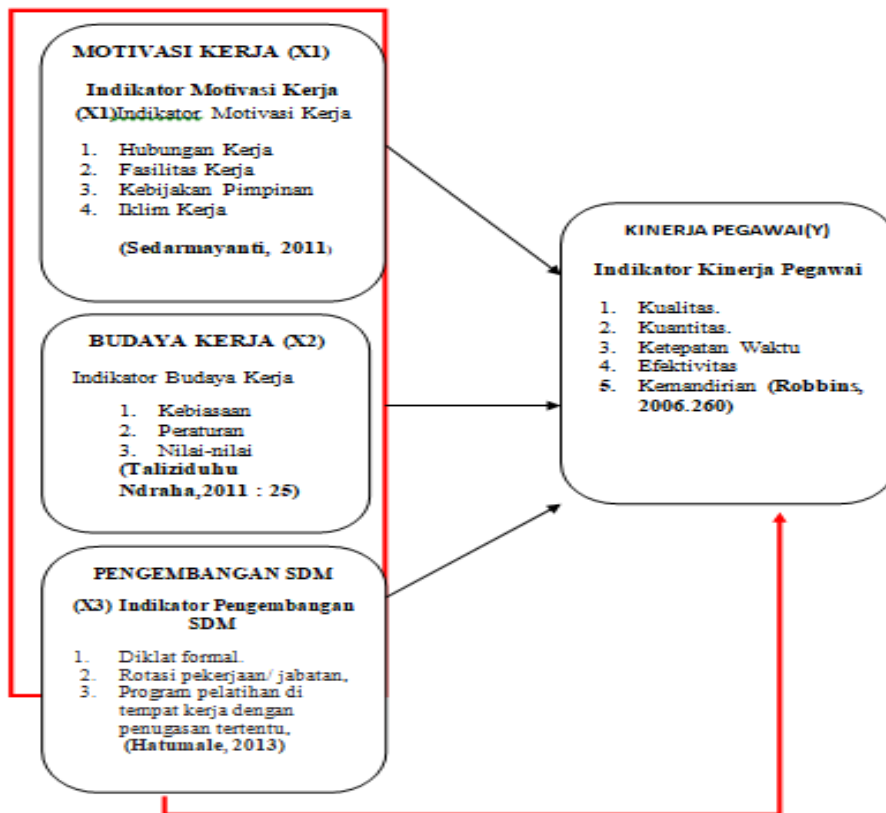 MOTIVASI KERJA (X1)
Indikator Motivasi Kerja
(X1)Indikator Motivasi Kerja
1. Hubungan Kerja
2. Fasilitas Kerja
3. Kebijakan Pimpinan
4. Iklim Kerja
(Sedarmayanti, 2011)
BUDAYA KERJA (X2)
Indikator Budaya Kerja
1. Kebiasaan
2. Peraturan
3. Nilai-nilai
(Taliziduhu
Ndraha,2011 : 25)
PENGEMBANGAN SDM
(X3) Indikator Pengembangan
SDM
1. Diklat formal.
2. Rotasi pekerjaan/ jabatan,
3. Program pelatihan di
tempat kerja dengan
penugasan tertentu,
(Hatumale, 2013)
KINERJA PEGAWAI(Y)
Indikator Kinerja Pegawai
1. Kualitas.
2. Kuantitas.
3. Ketepatan Waktu
4. Efektivitas
5. Kemandirian (Robbins,
2006.260)